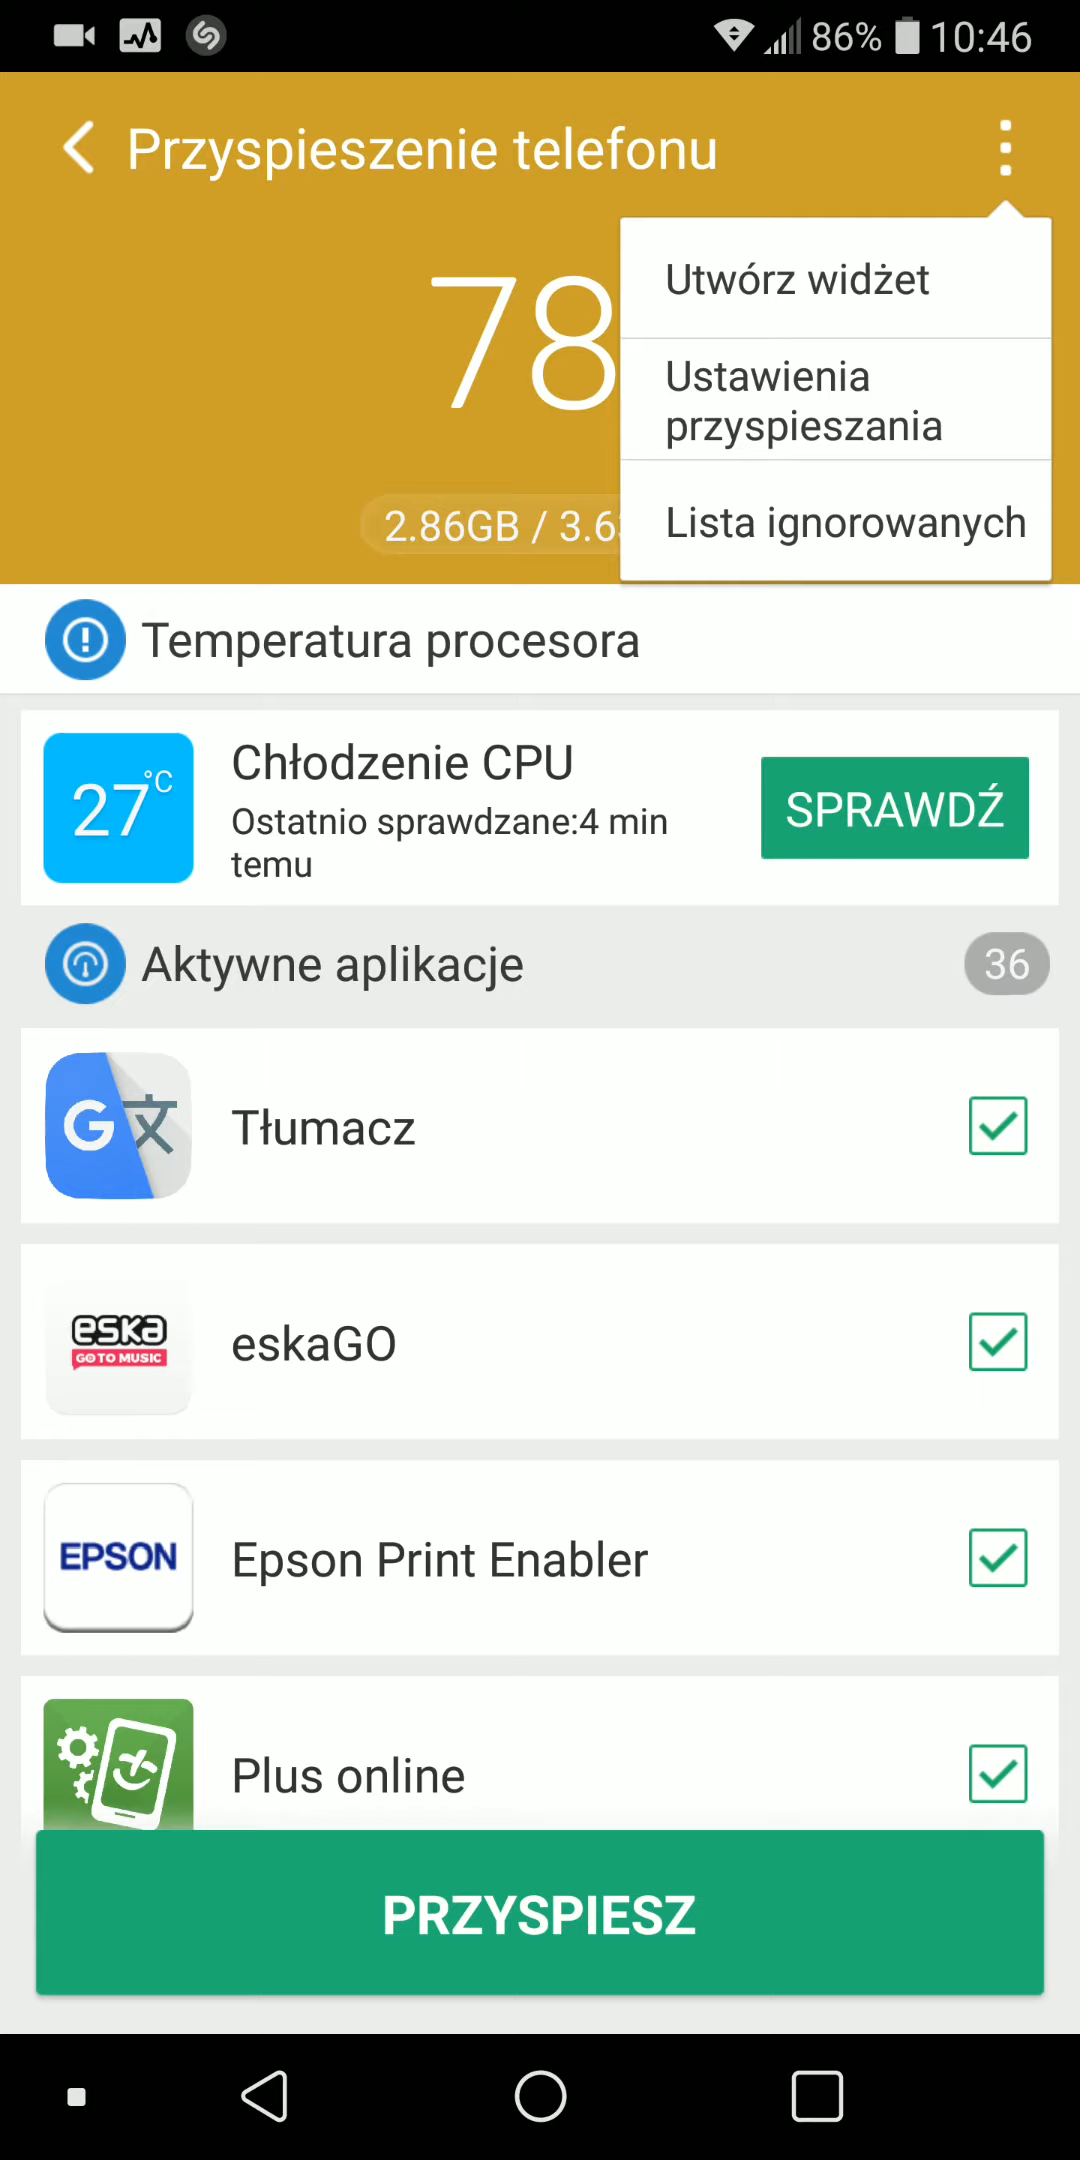 86% 10:46
Przyspieszenie telefonu
Utwórz widżet
78
Ustawienia
przyspieszania
2.86GB / 3.6
Lista ignorowanych
Temperatura procesora
27°C
Chłodzenie CPU
Ostatnio sprawdzane:4 min
temu
SPRAWDŹ
Aktywne aplikacje
36
G文
Tłumacz
eska
GO TO MUSIC
eskaGO
EPSON
Epson Print Enabler
Plus online
PRZYSPIESZ